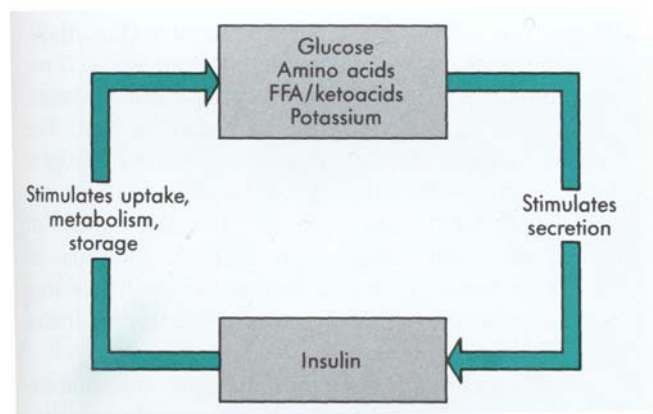 Glucose
Amino acids
FFA/ketoacids
Potassium
Stimulates uptake,
metabolism,
storage
Stimulates
secretion
Insulin